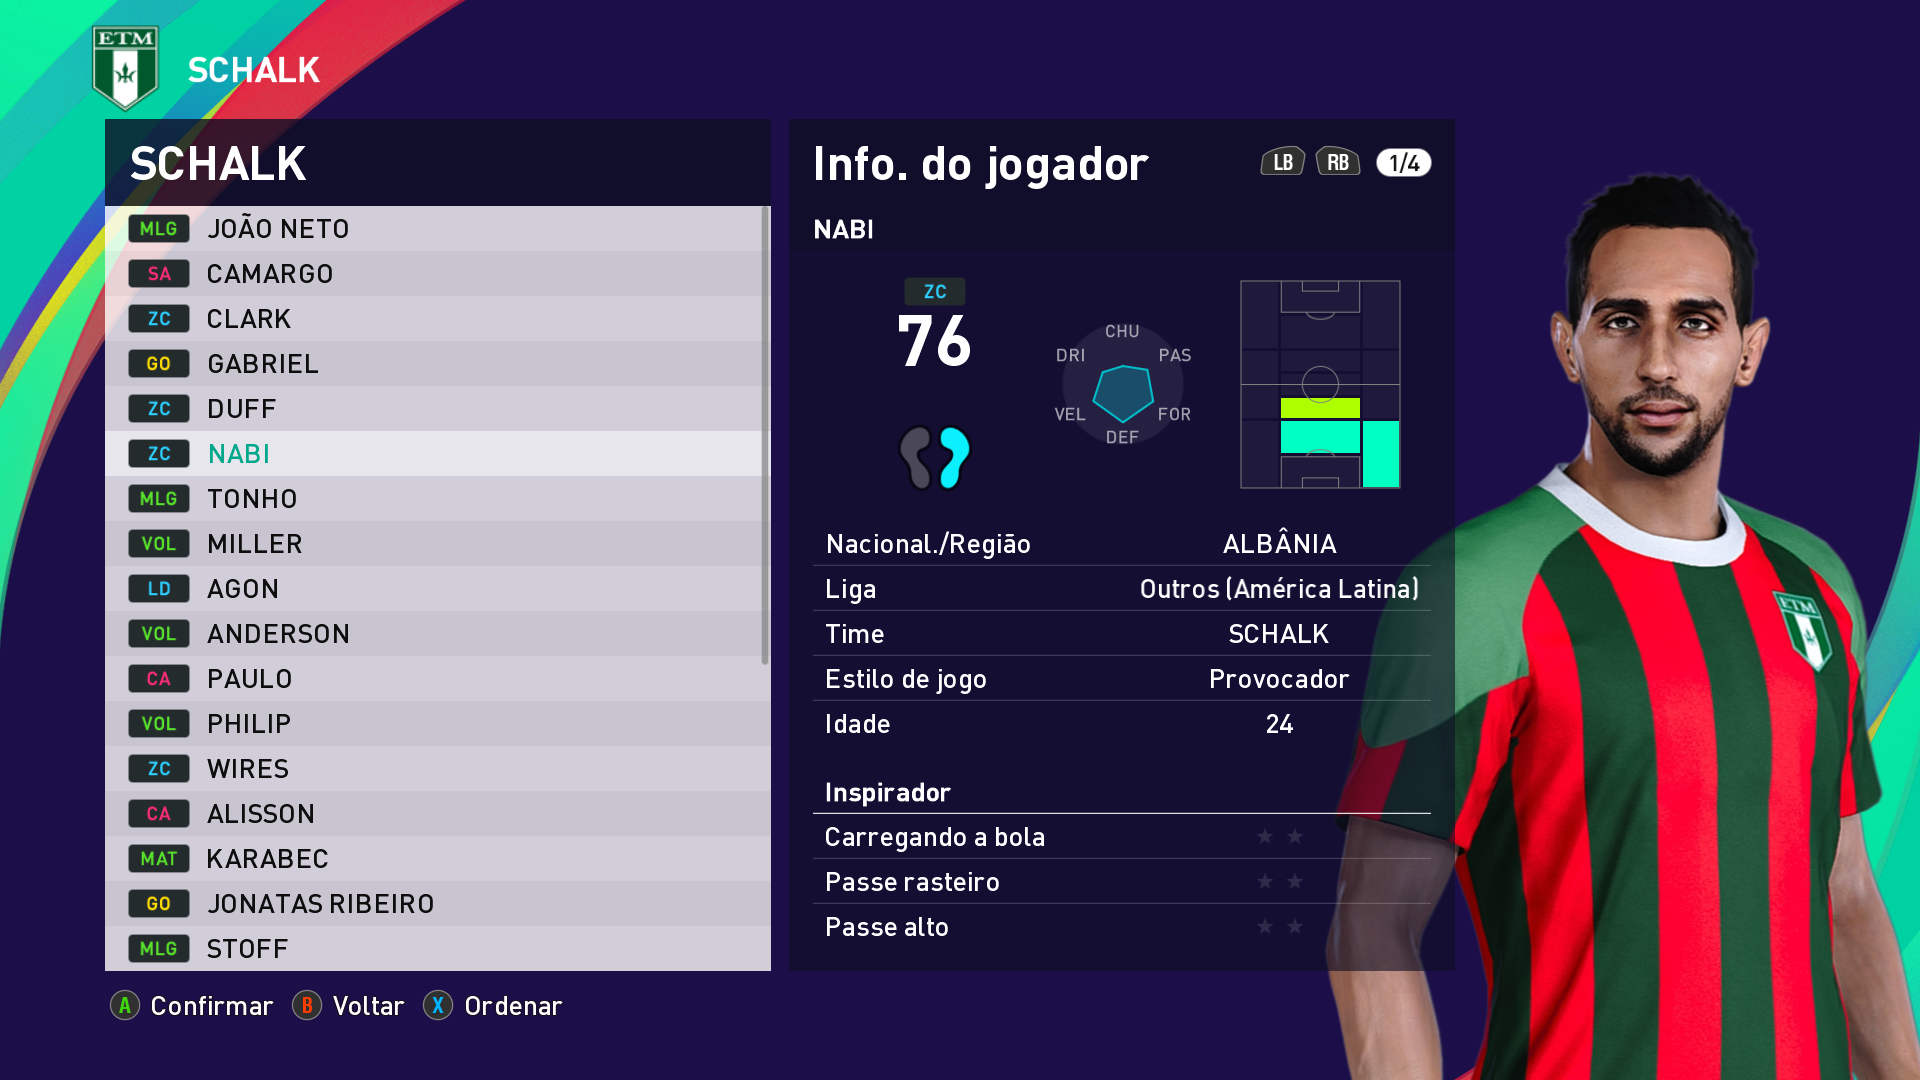 ETM
SCHALK
SCHALK
MLG JOÃO NETO
SA CAMARGO
ZC CLARK
GO GABRIEL
ZC DUFF
ZC NABI
MLG TONHO
VOL MILLER
LD AGON
VOL ANDERSON
CA PAULO
VOL PHILIP
ZC WIRES
CA ALISSON
MAT KARABEC
GO JONATAS RIBEIRO
MLG STOFF
Info. do jogador LB RB 1/4
NABI
ZC
76
CHU
DRI PAS
VEL FOR
DEF
Nacional./Região ALBÂNIA
Liga Outros (América Latina)
Time SCHALK
Estilo de jogo Provocador
Idade 24
Inspirador
Carregando a bola
Passe rasteiro
Passe alto
ETM
A Confirmar B Voltar X Ordenar